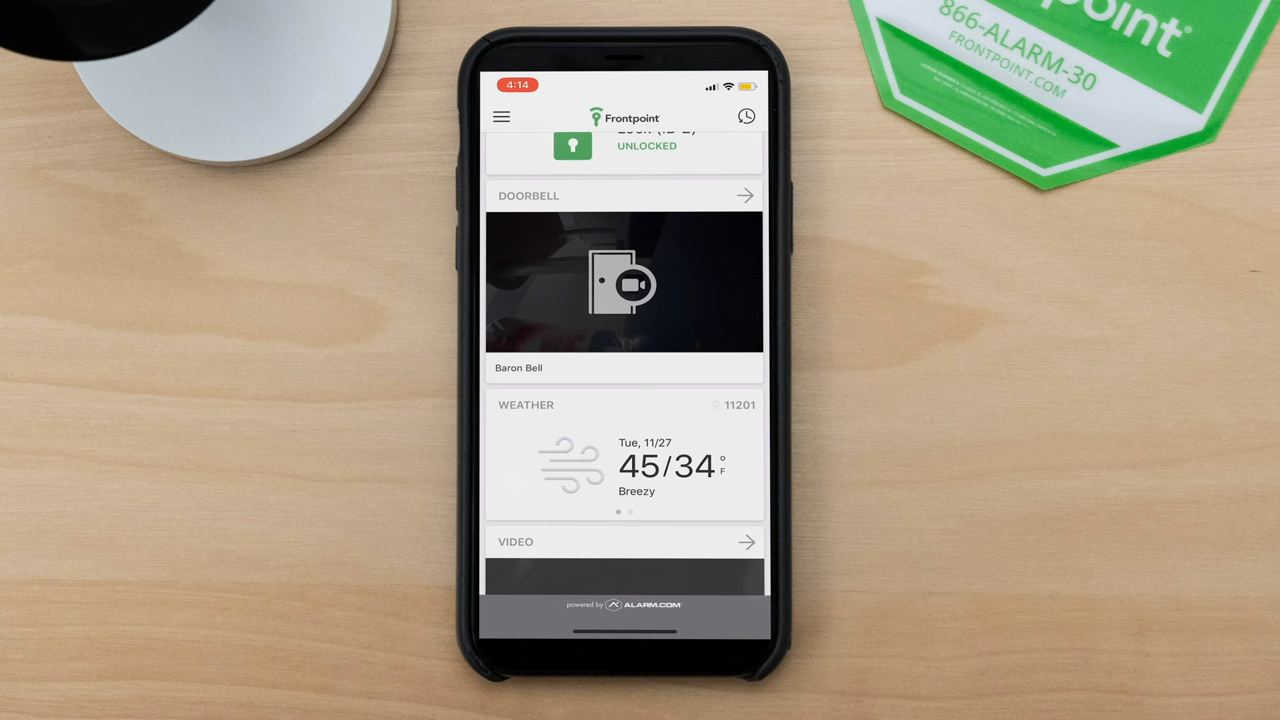 point®
866-ALARM-30
FRONTPOINT.COM
4:14
Frontpoint
UNLOCKED
DOORBELL
Baron Bell
WEATHER
11201
Tue, 11/27
45/34 °F
Breezy
VIDEO
powered by ALARM.COM